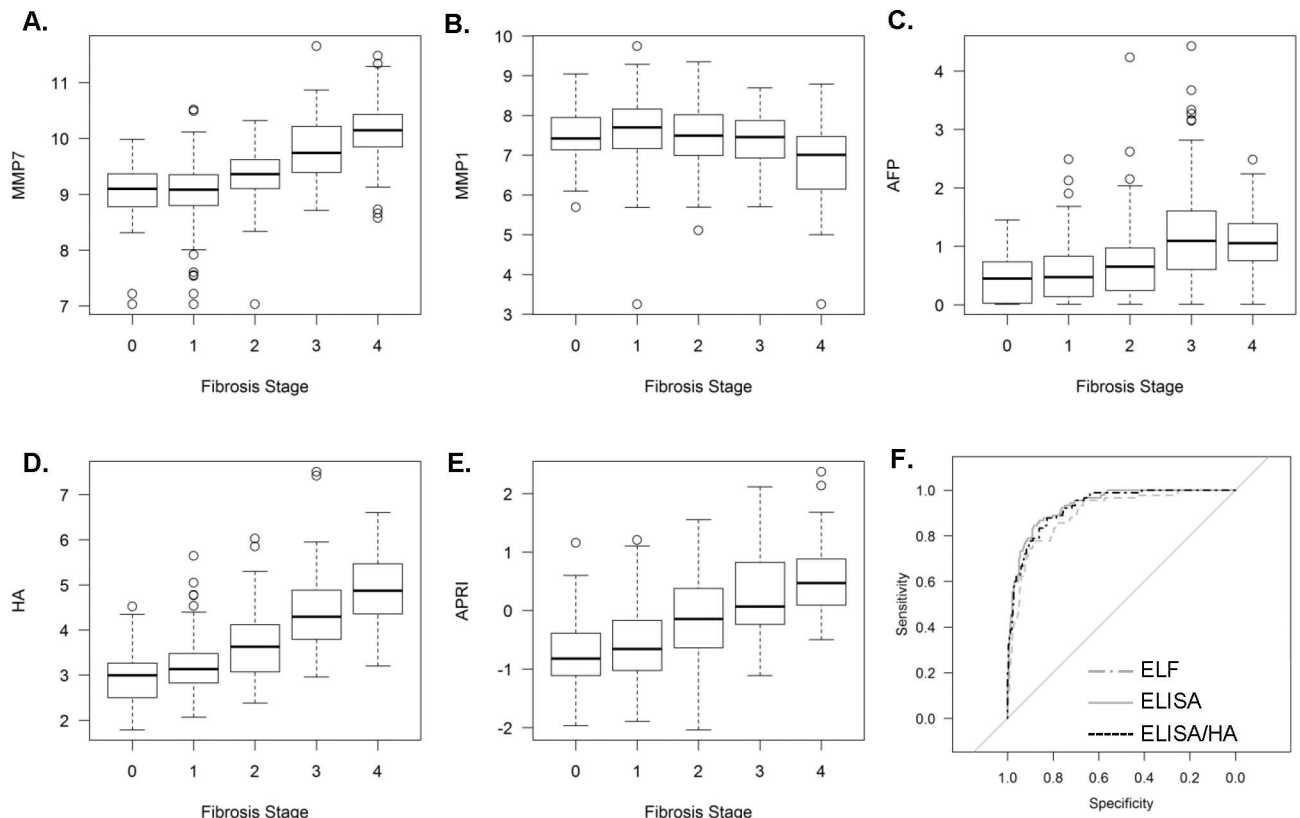 A.
MMP7
11
10
9
8
7
0 1 2 3 4
Fibrosis Stage
B.
MMP1
10
9
8
7
6
5
4
3
0 1 2 3 4
Fibrosis Stage
C.
AFP
4
3
2
1
0
0 1 2 3 4
Fibrosis Stage
D.
HA
7
6
5
4
3
2
0 1 2 3 4
Fibrosis Stage
E.
APRI
2
1
0
-1
-2
0 1 2 3 4
Fibrosis Stage
F.
Sensitivity
1.0
0.8
0.6
0.4
0.2
0.0
ELF
ELISA
ELISA/HA
1.0 0.8 0.6 0.4 0.2 0.0
Specificity